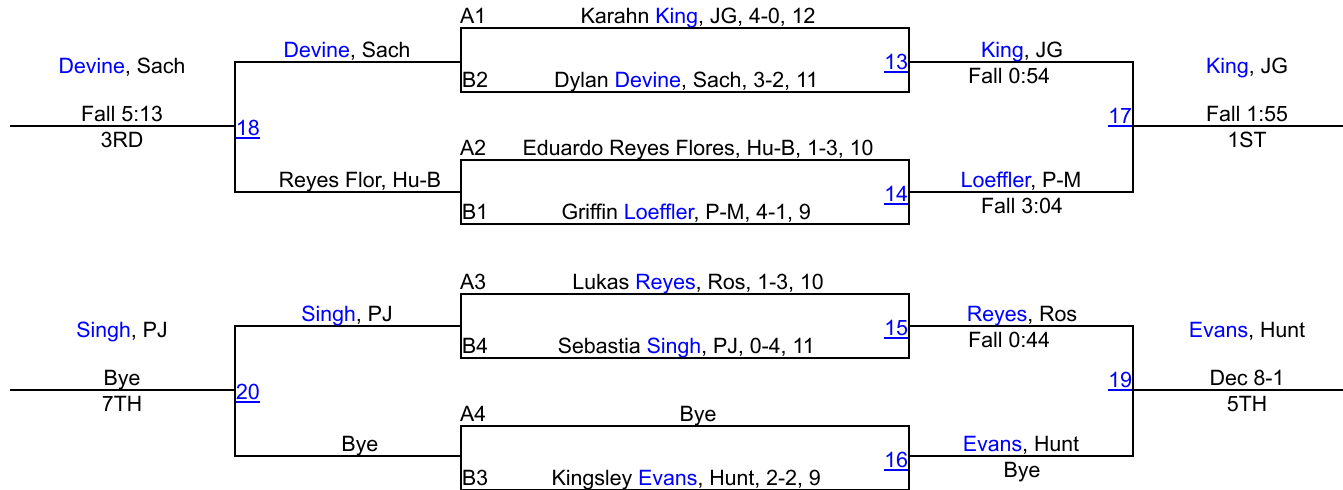 A1 Karahn King, JG, 4-0, 12
Devine, Sach
King, JG
Devine, Sach
King, JG
13
Fall 0:54
B2 Dylan Devine, Sach, 3-2, 11
Fall 5:13
18
17
Fall 1:55
3RD
1ST
A2 Eduardo Reyes Flores, Hu-B, 1-3, 10
Reyes Flor, Hu-B
14
Loeffler, P-M
Fall 3:04
B1 Griffin Loeffler, P-M, 4-1, 9
A3 Lukas Reyes, Ros, 1-3, 10
Singh, PJ
Reyes, Ros
Singh, PJ
Evans, Hunt
15
Fall 0:44
B4 Sebastia Singh, PJ, 0-4, 11
Bye
20
19
Dec 8-1
7TH
5TH
A4 Bye
Bye
16
Evans, Hunt
Bye
B3 Kingsley Evans, Hunt, 2-2, 9